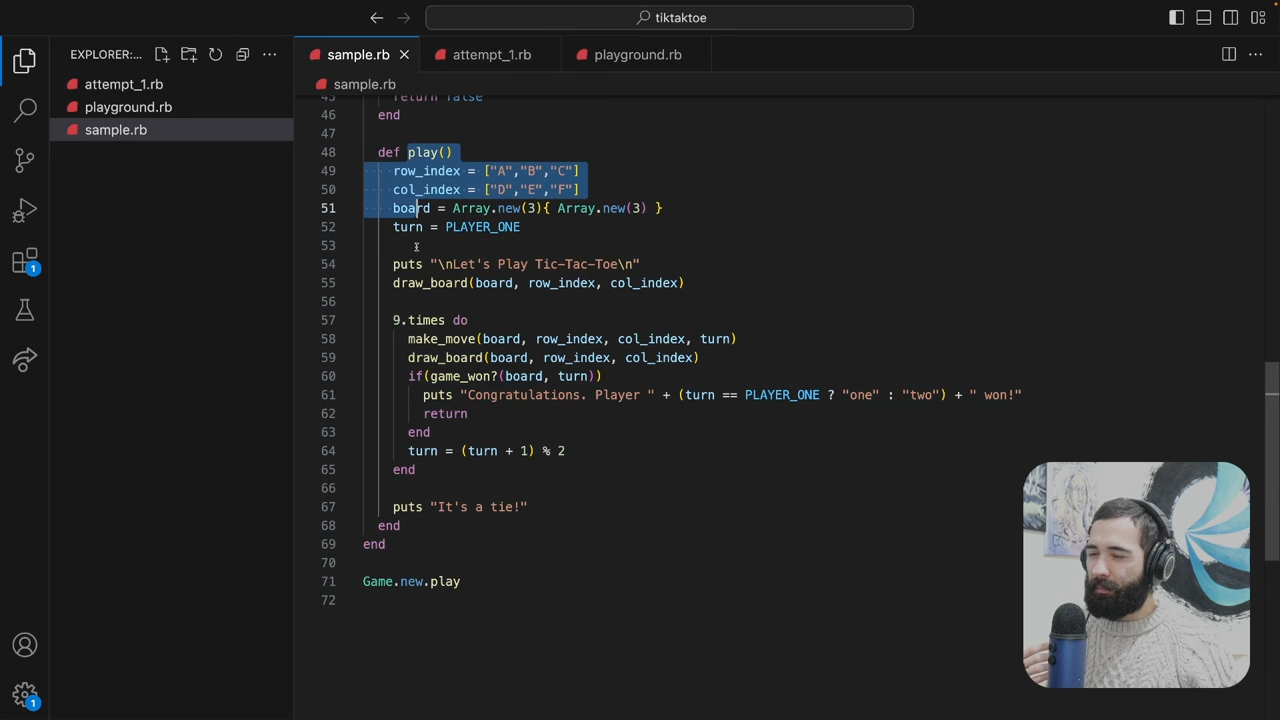 tiktaktoe
EXPLORER:...
attempt_1.rb
playground.rb
sample.rb
sample.rb
attempt_1.rb
playground.rb
sample.rb
45 return false
46 end
47
48 def play()
49 row_index = ["A","B","C"]
50 col_index = ["D","E","F"]
51 board = Array.new(3){ Array.new(3) }
52 turn = PLAYER_ONE
53
54 puts "\nLet's Play Tic-Tac-Toe\n"
55 draw_board(board, row_index, col_index)
56
57 9.times do
58 make_move(board, row_index, col_index, turn)
59 draw_board(board, row_index, col_index)
60 if(game_won?(board, turn))
61 puts "Congratulations. Player " + (turn == PLAYER_ONE ? "one" : "two") + " won!"
62 return
63 end
64 turn = (turn + 1) % 2
65 end
66
67 puts "It's a tie!"
68 end
69 end
70
71 Game.new.play
72
1
1